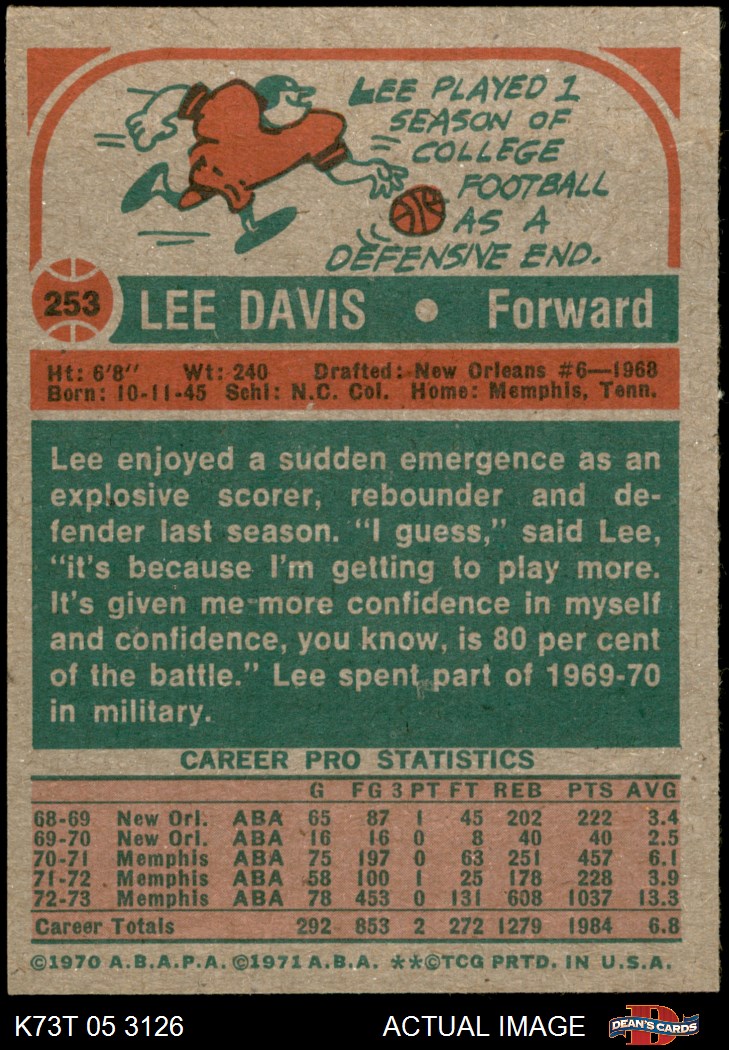 LEE PLAYED 1
SEASON OF
COLLEGE
FOOTBALL
AS A
DEFENSIVE END.
253 LEE DAVIS • Forward
Ht: 6'8" Wt: 240 Drafted: New Orleans #6—1968
Born: 10-11-45 Schl: N.C. Col. Home: Memphis, Tenn.
Lee enjoyed a sudden emergence as an
explosive scorer, rebounder and de-
fender last season. "I guess," said Lee,
"it's because I'm getting to play more.
It's given me more confidence in myself
and confidence, you know, is 80 per cent
of the battle." Lee spent part of 1969-70
in military.
CAREER PRO STATISTICS
G FG 3 PT FT REB PTS AVG
68-69 New Orl. ABA 65 87 1 45 202 222 3.4
69-70 New Orl. ABA 16 16 0 8 40 40 2.5
70-71 Memphis ABA 75 197 0 63 251 457 6.1
71-72 Memphis ABA 58 100 1 25 178 228 3.9
72-73 Memphis ABA 78 453 0 131 608 1037 13.3
Career Totals 292 853 2 272 1279 1984 6.8
©1970 A.B.A.P.A. ©1971 A.B.A. **©TCG PRTD. IN U.S.A.
K73T 05 3126 ACTUAL IMAGE DEAN'S CARDS